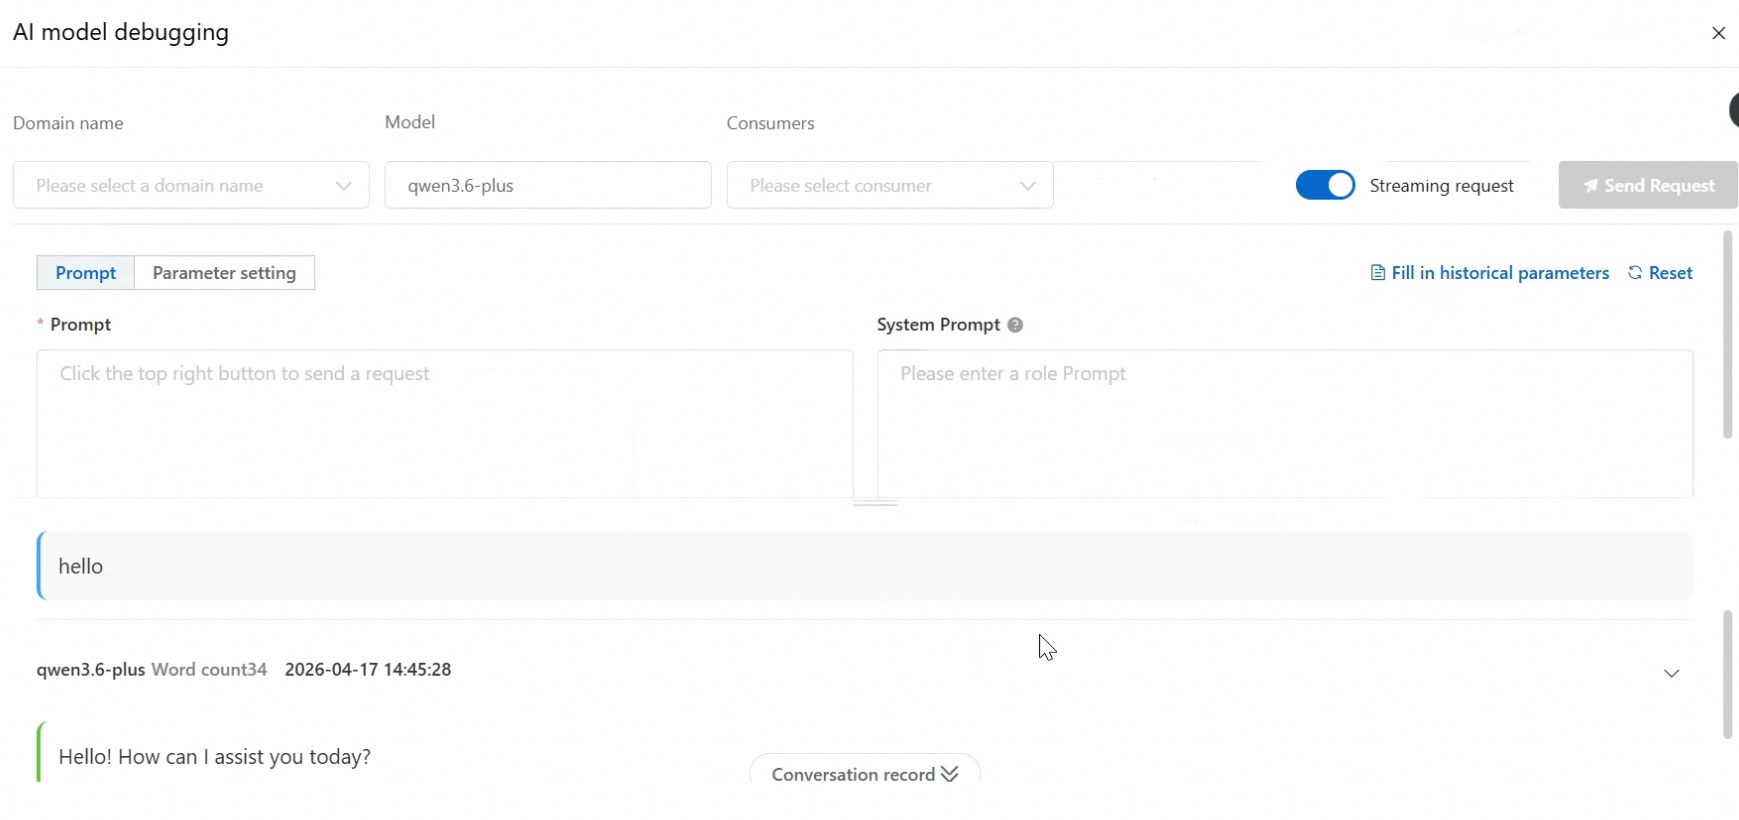 AI model debugging
Domain name
Model
Consumers
Please select a domain name
qwen3.6-plus
Please select consumer
Streaming request
Send Request
Prompt
Parameter setting
Fill in historical parameters
Reset
* Prompt
System Prompt
Click the top right button to send a request
Please enter a role Prompt
hello
qwen3.6-plus Word count34 2026-04-17 14:45:28
Hello! How can I assist you today?
Conversation record